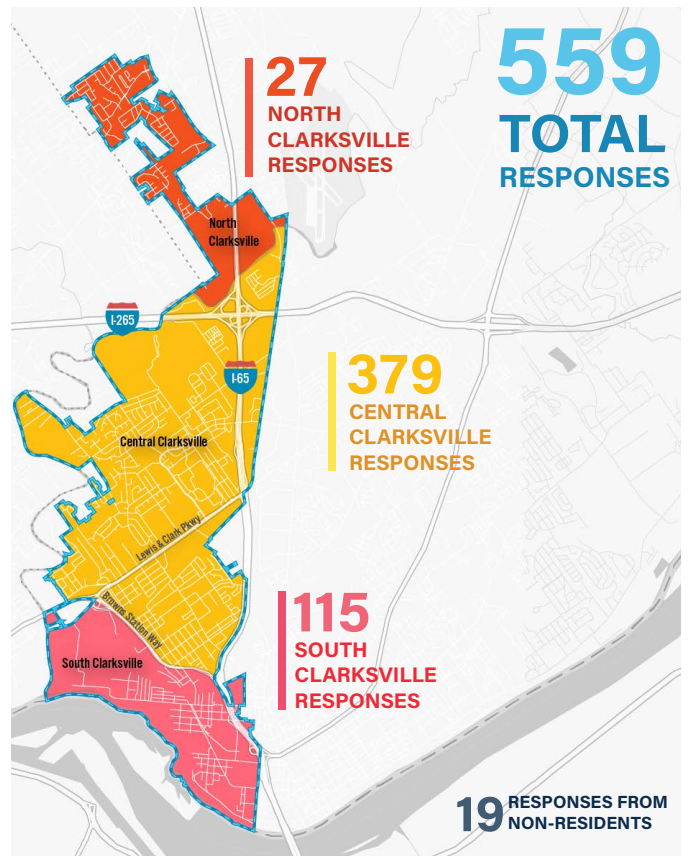 559
TOTAL
RESPONSES
27
NORTH
CLARKSVILLE
RESPONSES
North
Clarksville
I-265
I-65
379
CENTRAL
CLARKSVILLE
RESPONSES
Central Clarksville
Lewis & Clark Pkwy
Browns Station Way
115
SOUTH
CLARKSVILLE
RESPONSES
South Clarksville
19 RESPONSES FROM
NON-RESIDENTS